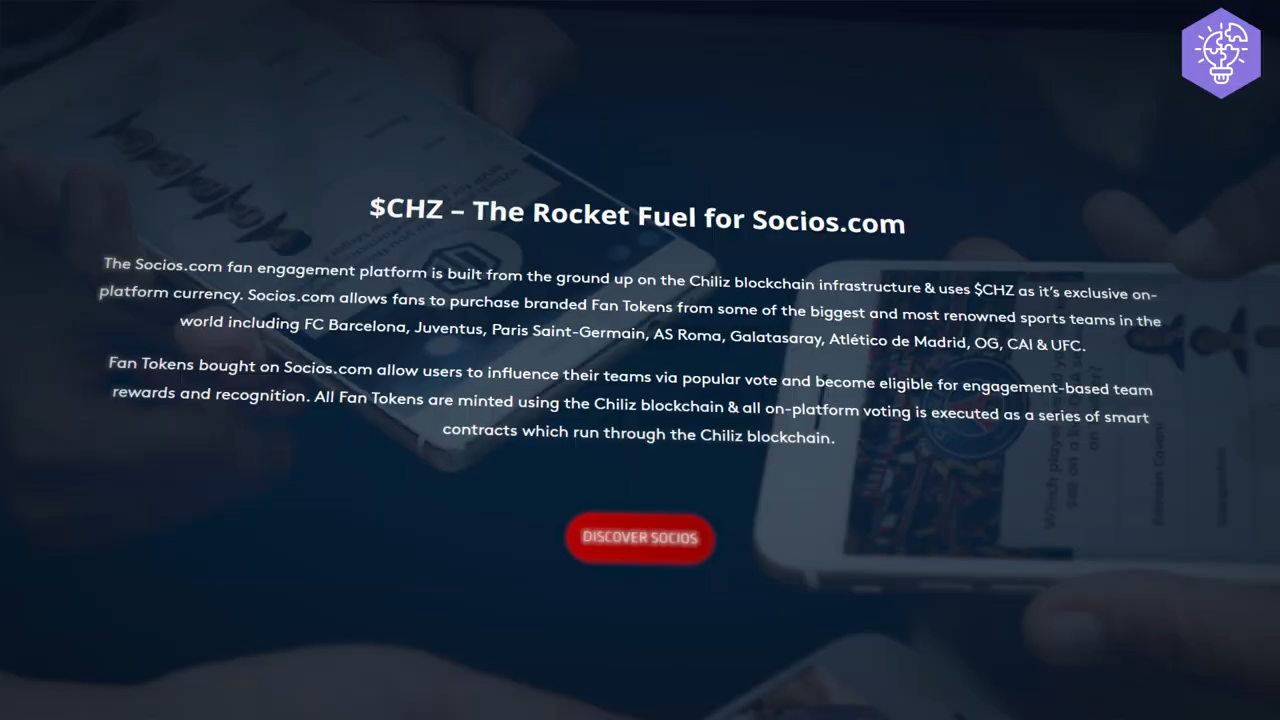 $CHZ – The Rocket Fuel for Socios.com
The Socios.com fan engagement platform is built from the ground up on the Chiliz blockchain infrastructure & uses $CHZ as it's exclusive on-
platform currency. Socios.com allows fans to purchase branded Fan Tokens from some of the biggest and most renowned sports teams in the
world including FC Barcelona, Juventus, Paris Saint-Germain, AS Roma, Galatasaray, Atlético de Madrid, OG, CAI & UFC.
Fan Tokens bought on Socios.com allow users to influence their teams via popular vote and become eligible for engagement-based team
rewards and recognition. All Fan Tokens are minted using the Chiliz blockchain & all on-platform voting is executed as a series of smart
contracts which run through the Chiliz blockchain.
DISCOVER SOCIOS